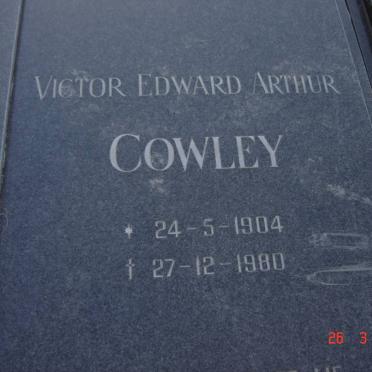 VICTOR EDWARD ARTHUR
COWLEY
* 24-5-1904
† 27-12-1980
26 3